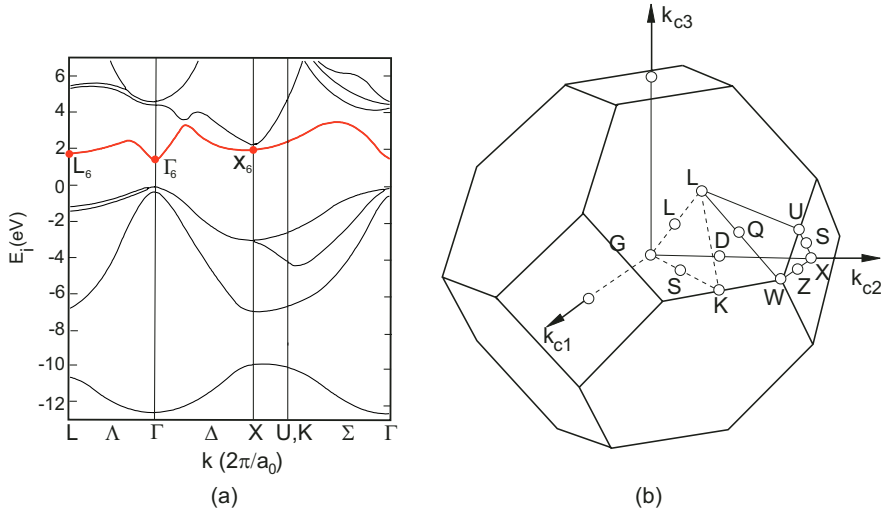 6
4
2
0
-2
-4
-6
-8
-10
-12
E_i(eV)
L_6
Γ_6
X_6
L Λ Γ Δ X U,K Σ Γ
k (2π/a_0)
(a)
k_c3
L
L
U
G
D
Q
S
X
k_c2
S
K
W
Z
k_c1
(b)